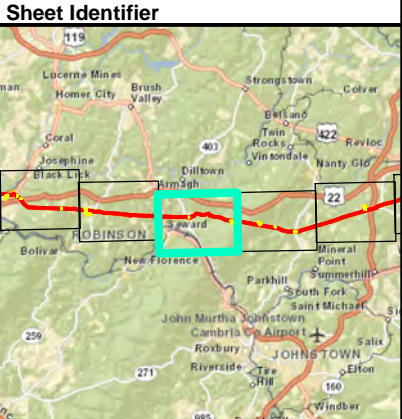 Sheet Identifier
119
Lucerne Mines
Homer City
Brush
Valley
Strongstown
Colver
Belsano
Twin
Rocks
422
Revloc
Coral
403
Vintondale
Nanty Glo
Josephine
Black Lick
Dilltown
Armagh
22
ROBINSON
Seward
Bolivar
New Florence
Mineral
Point
Summerhill
Parkhill
South Fork
Saint Michael
John Murtha Johnstown
Cambria Co Airport
259
Roxbury
JOHNSTOWN
Salix
271
Riverside
Tire
Hill
Elton
160
Windber
985